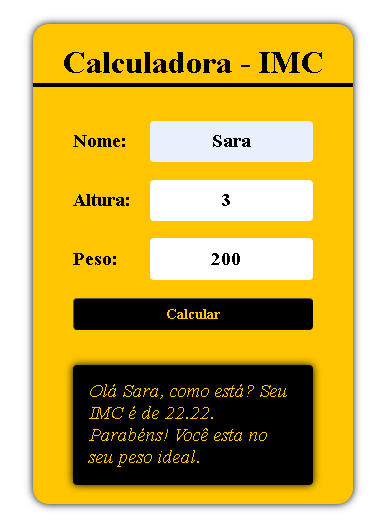 Calculadora - IMC
Nome: Sara
Altura: 3
Peso: 200
Calcular
Olá Sara, como está? Seu
IMC é de 22.22.
Parabéns! Você esta no
seu peso ideal.